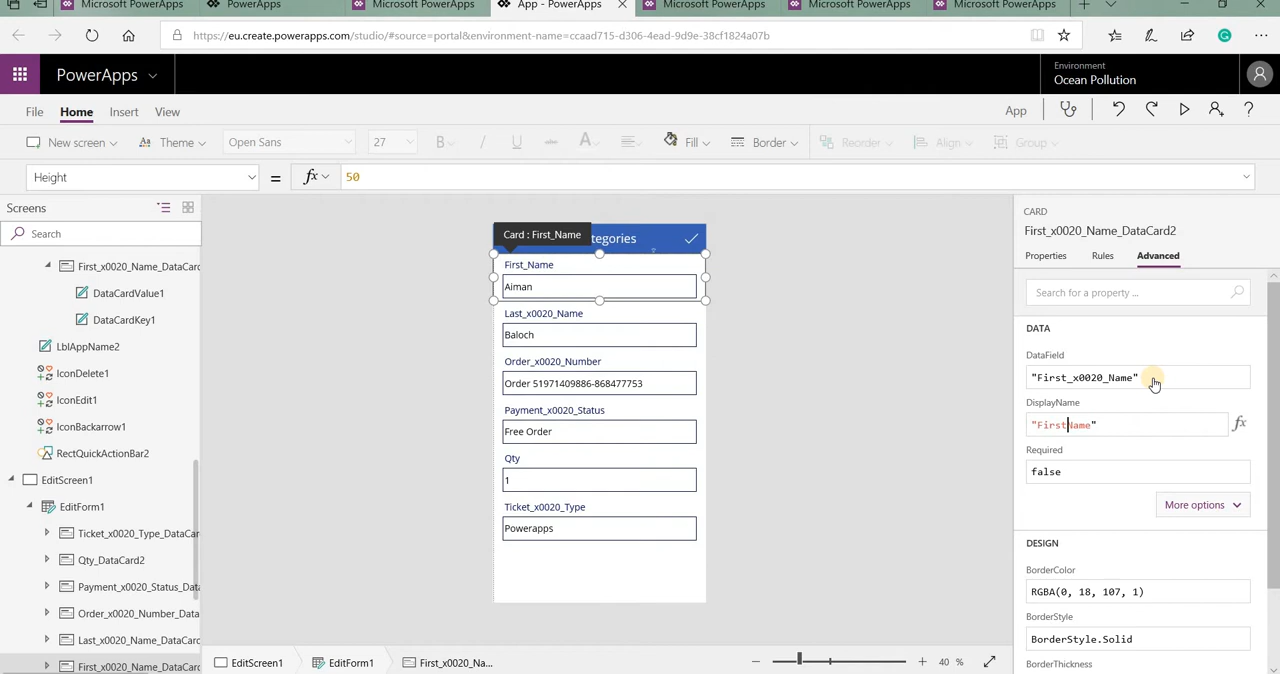 Microsoft PowerApps
PowerApps
Microsoft PowerApps
App - PowerApps
Microsoft PowerApps
Microsoft PowerApps
Microsoft PowerApps
https://eu.create.powerapps.com/studio/#source=portal&environment-name=ccaad715-d306-4ead-9d9e-38cf1824a07b
PowerApps
Environment
Ocean Pollution
File Home Insert View
App
New screen Theme Open Sans 27 B / U abc A Fill Border Reorder Align Group
Height = fx 50
Screens
Search
First_x0020_Name_DataCar
DataCardValue1
DataCardKey1
LblAppName2
IconDelete1
IconEdit1
IconBackarrow1
RectQuickActionBar2
EditScreen1
EditForm1
Ticket_x0020_Type_DataCar
Qty_DataCard2
Payment_x0020_Status_Data
Order_x0020_Number_Data
Last_x0020_Name_DataCar
First_x0020_Name_DataCar
Card : First_Name
tegories
First_Name
Aiman
Last_x0020_Name
Baloch
Order_x0020_Number
Order 51971409886-868477753
Payment_x0020_Status
Free Order
Qty
1
Ticket_x0020_Type
Powerapps
EditScreen1 EditForm1 First_x0020_Na...
40 %
CARD
First_x0020_Name_DataCard2
Properties Rules Advanced
Search for a property ...
DATA
DataField
"First_x0020_Name"
DisplayName
"FirstName"
fx
Required
false
More options
DESIGN
BorderColor
RGBA(0, 18, 107, 1)
BorderStyle
BorderStyle.Solid
BorderThickness